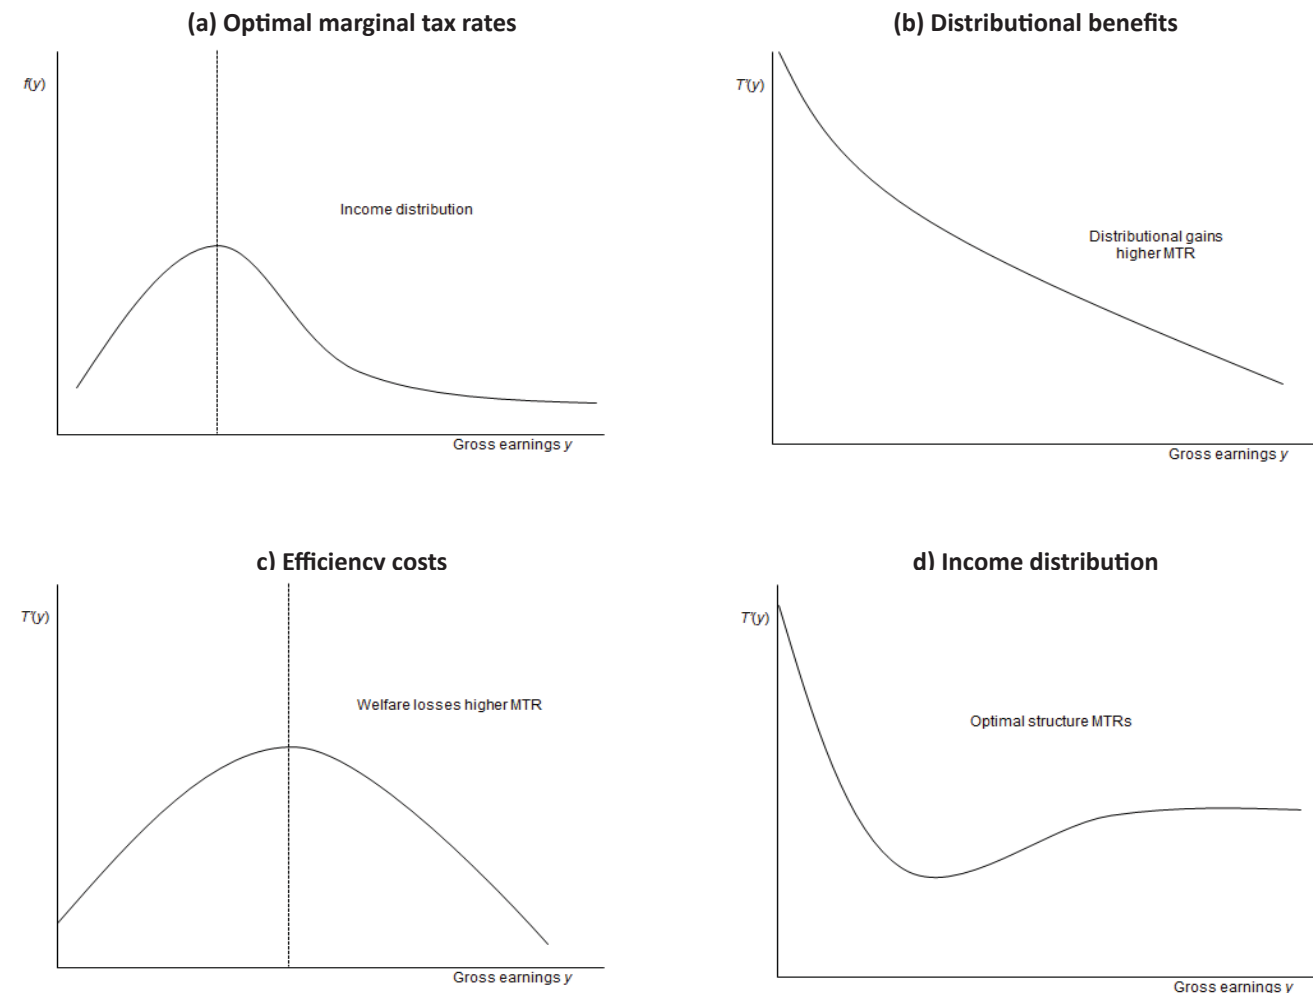 (a) Optimal marginal tax rates
f(y)
Income distribution
Gross earnings y
(b) Distributional benefits
T'(y)
Distributional gains
higher MTR
Gross earnings y
c) Efficiency costs
T'(y)
Welfare losses higher MTR
Gross earnings y
d) Income distribution
T'(y)
Optimal structure MTRs
Gross earnings y